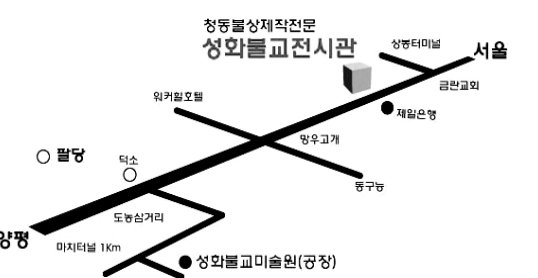 청동불상제작전문
성화불교전시관
상봉터미널
서울
금란교회
워커힐호텔
제일은행
망우고개
팔당
덕소
동구능
도농삼거리
양평
마치터널 1Km
성화불교미술원(공장)